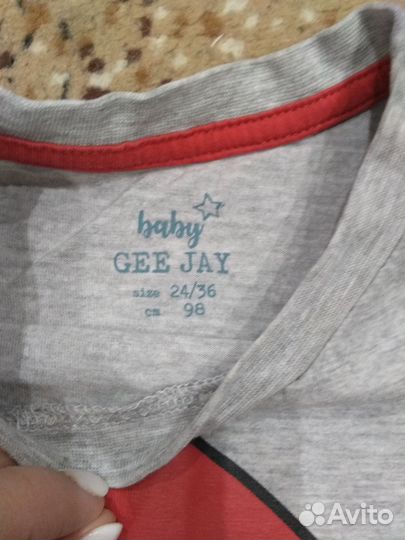 baby
GEE JAY
size 24/36
cm 98
Avito